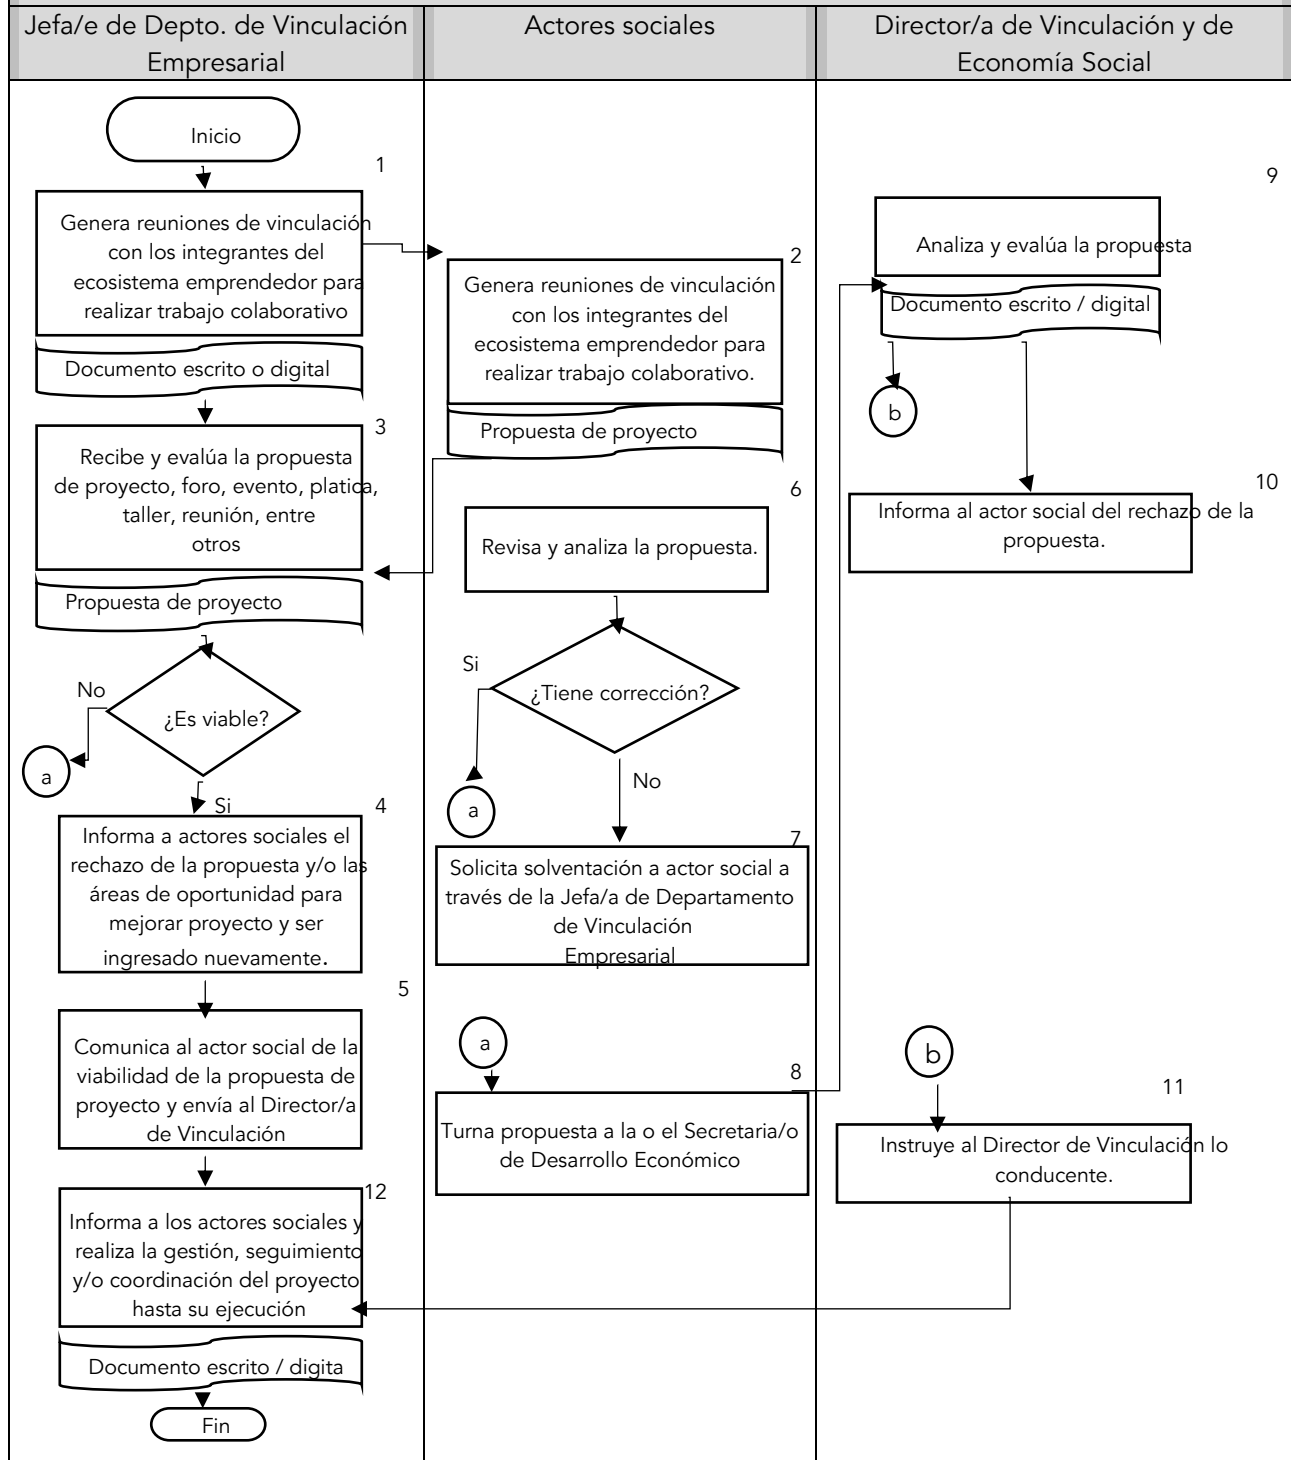 Jefa/e de Depto. de Vinculación
Empresarial
Actores sociales
Director/a de Vinculación y de
Economía Social
Inicio
1
Genera reuniones de vinculación
con los integrantes del
ecosistema emprendedor para
realizar trabajo colaborativo
Documento escrito o digital
3
Recibe y evalúa la propuesta
de proyecto, foro, evento, platica,
taller, reunión, entre
otros
Propuesta de proyecto
No
¿Es viable?
a
Si
4
Informa a actores sociales el
rechazo de la propuesta y/o las
áreas de oportunidad para
mejorar proyecto y ser
ingresado nuevamente.
5
Comunica al actor social de la
viabilidad de la propuesta de
proyecto y envía al Director/a
de Vinculación
12
Informa a los actores sociales y
realiza la gestión, seguimiento
y/o coordinación del proyecto
hasta su ejecución
Documento escrito / digita
Fin
2
Genera reuniones de vinculación
con los integrantes del
ecosistema emprendedor para
realizar trabajo colaborativo.
Propuesta de proyecto
6
Revisa y analiza la propuesta.
Si
¿Tiene corrección?
a
No
7
Solicita solventación a actor social a
través de la Jefa/a de Departamento
de Vinculación
Empresarial
a
8
Turna propuesta a la o el Secretaria/o
de Desarrollo Económico
9
Analiza y evalúa la propuesta
Documento escrito / digital
b
10
Informa al actor social del rechazo de la
propuesta.
b
11
Instruye al Director de Vinculación lo
conducente.